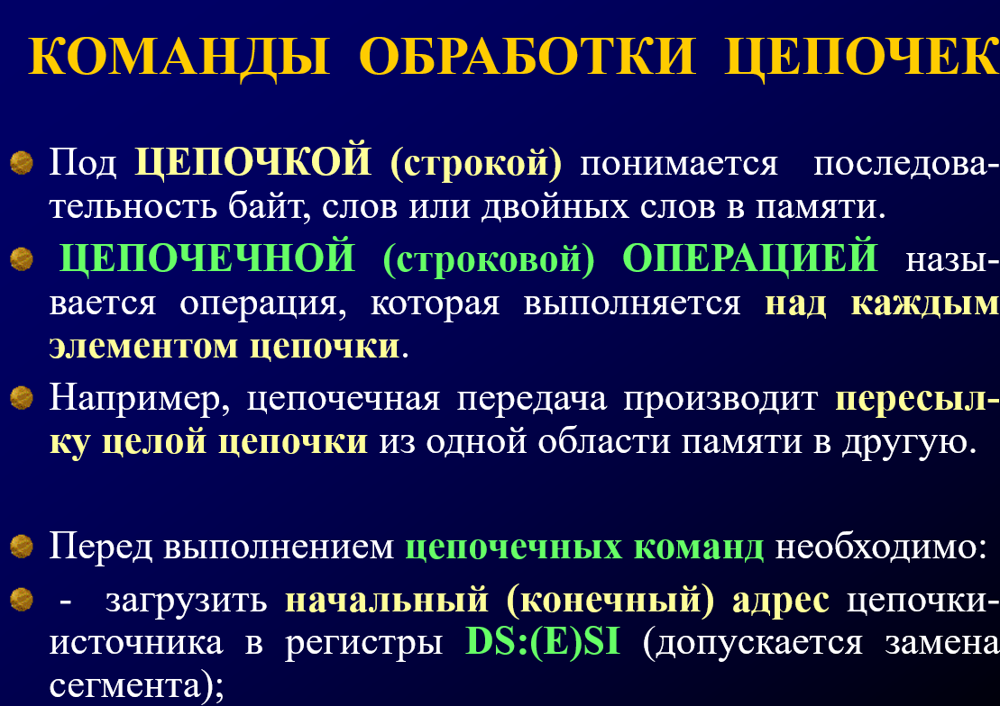 КОМАНДЫ ОБРАБОТКИ ЦЕПОЧЕК
Под ЦЕПОЧКОЙ (строкой) понимается последова-
тельность байт, слов или двойных слов в памяти.
ЦЕПОЧЕЧНОЙ (строковой) ОПЕРАЦИЕЙ назы-
вается операция, которая выполняется над каждым
элементом цепочки.
Например, цепочечная передача производит пересыл-
ку целой цепочки из одной области памяти в другую.
Перед выполнением цепочечных команд необходимо:
- загрузить начальный (конечный) адрес цепочки-
источника в регистры DS:(E)SI (допускается замена
сегмента);